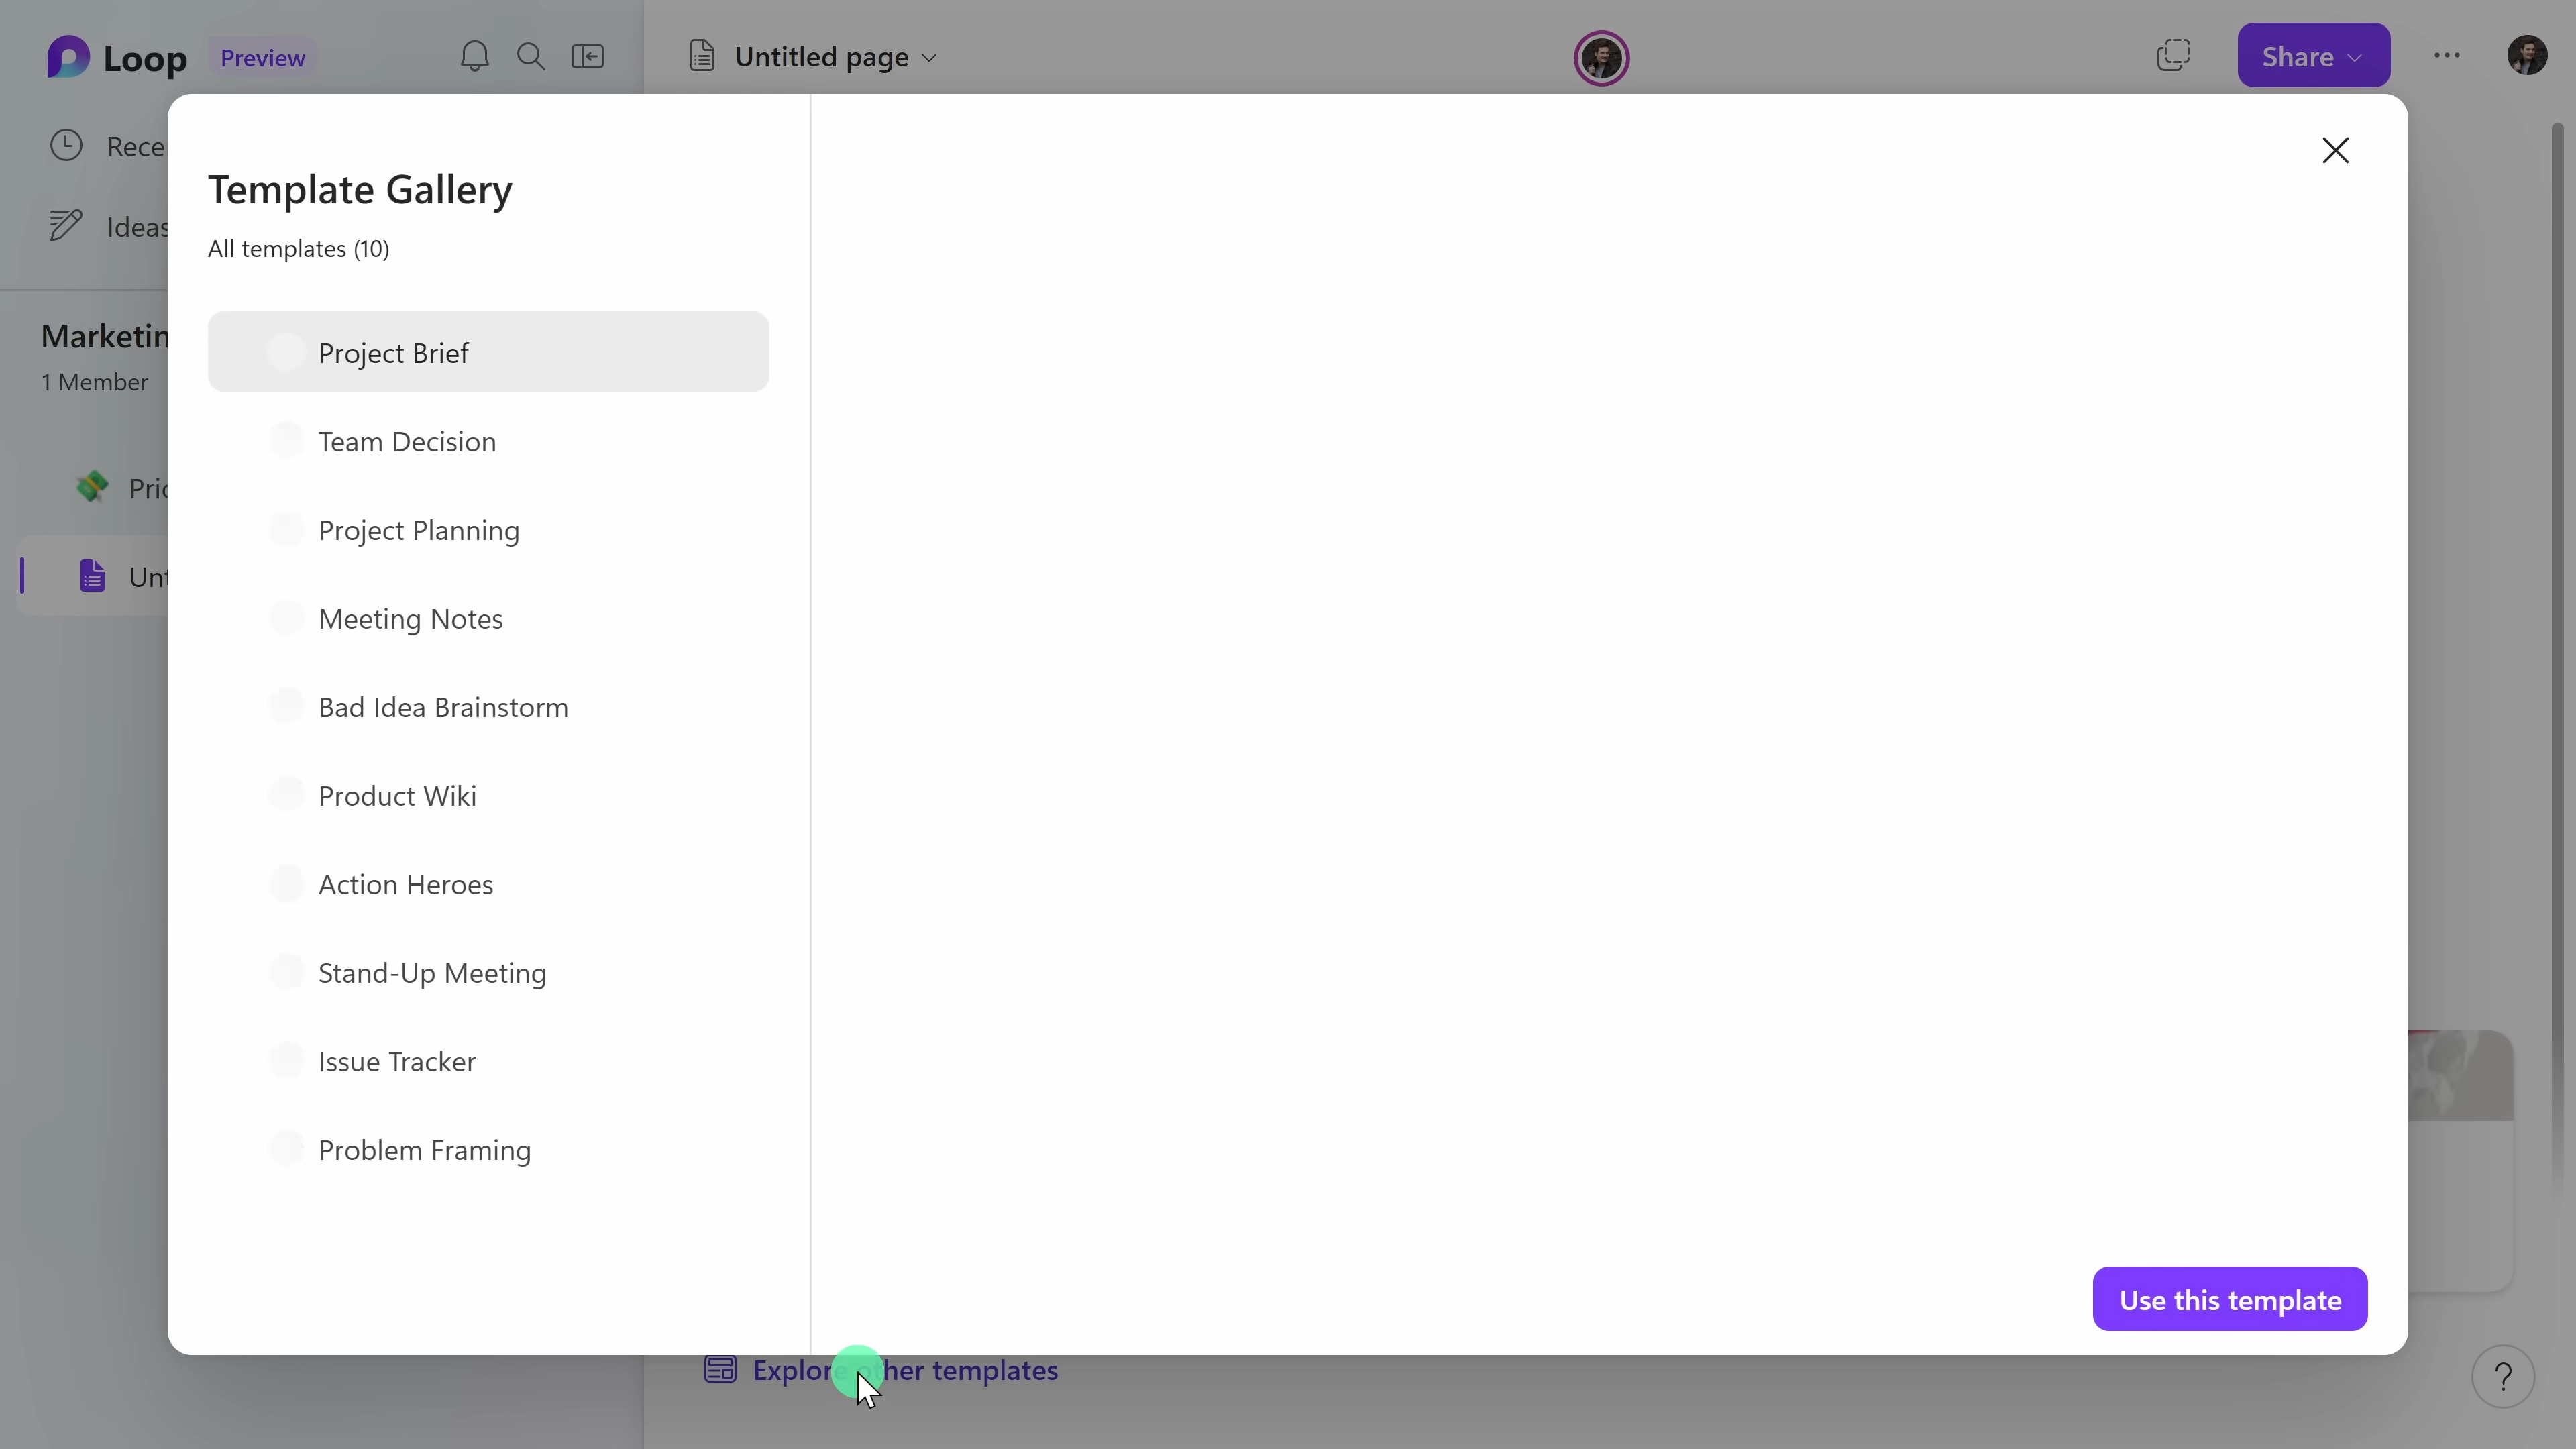 Loop Preview
Untitled page
Share
Rece
Ideas
Marketin
1 Member
Pric
Unt
Template Gallery
All templates (10)
Project Brief
Team Decision
Project Planning
Meeting Notes
Bad Idea Brainstorm
Product Wiki
Action Heroes
Stand-Up Meeting
Issue Tracker
Problem Framing
Use this template
Explore other templates
?